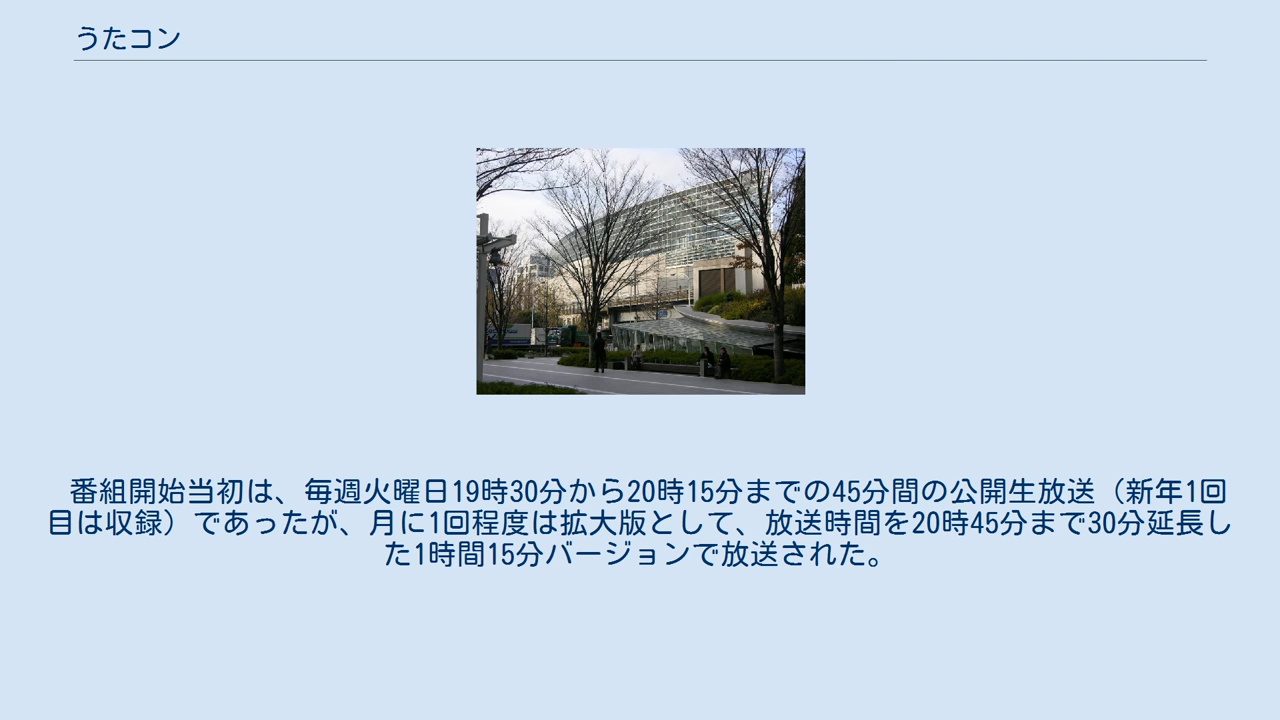 うたコン
番組開始当初は、毎週火曜日19時30分から20時15分までの45分間の公開生放送（新年1回
目は収録）であったが、月に1回程度は拡大版として、放送時間を20時45分まで30分延長し
た1時間15分バージョンで放送された。